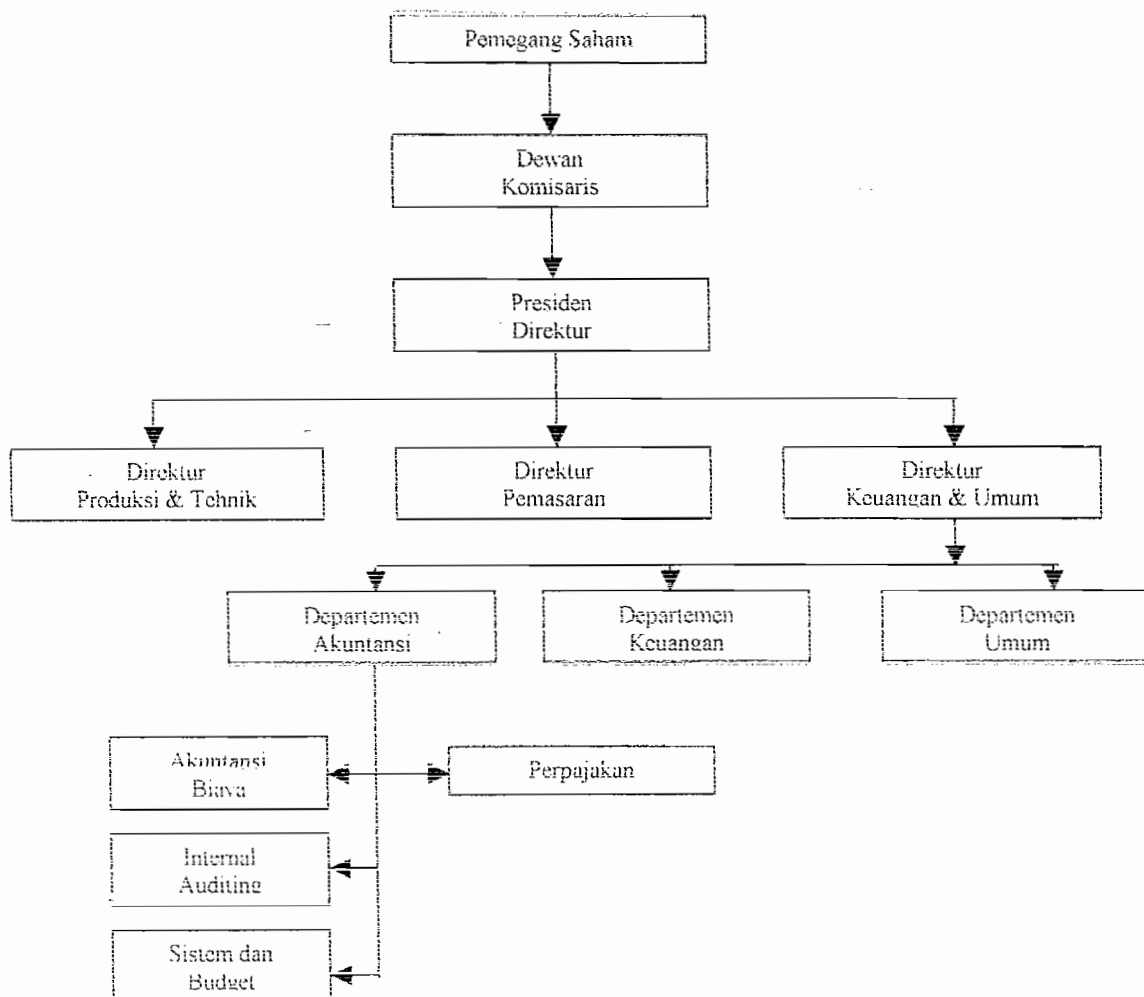 Pemegang Saham
Dewan
Komisaris
Presiden
Direktur
Direktur
Produksi & Tehnik
Direktur
Pemasaran
Direktur
Keuangan & Umum
Departemen
Akuntansi
Departemen
Keuangan
Departemen
Umum
Akuntansi
Biaya
Perpajakan
Internal
Auditing
Sistem dan
Budget